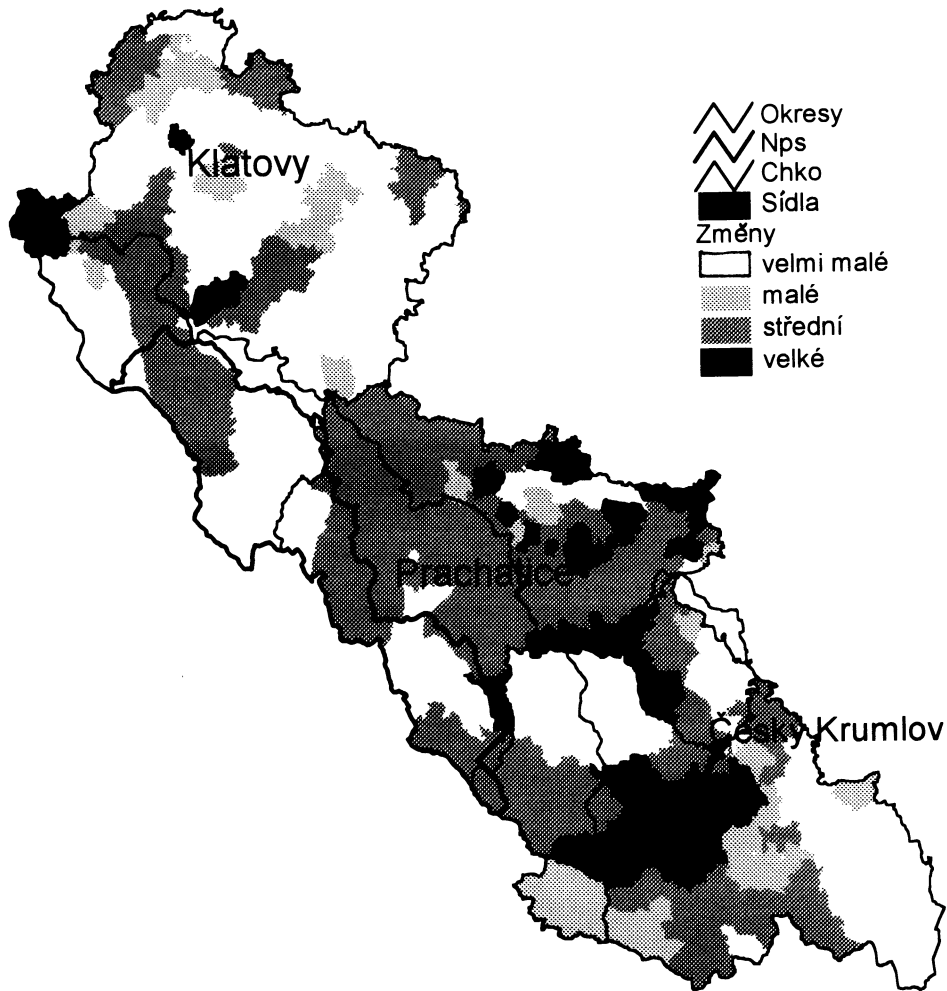 Okresy
Nps
Chko
Sídla
Změny
velmi malé
malé
střední
velké
Klatovy
Prachatice
Český Krumlov